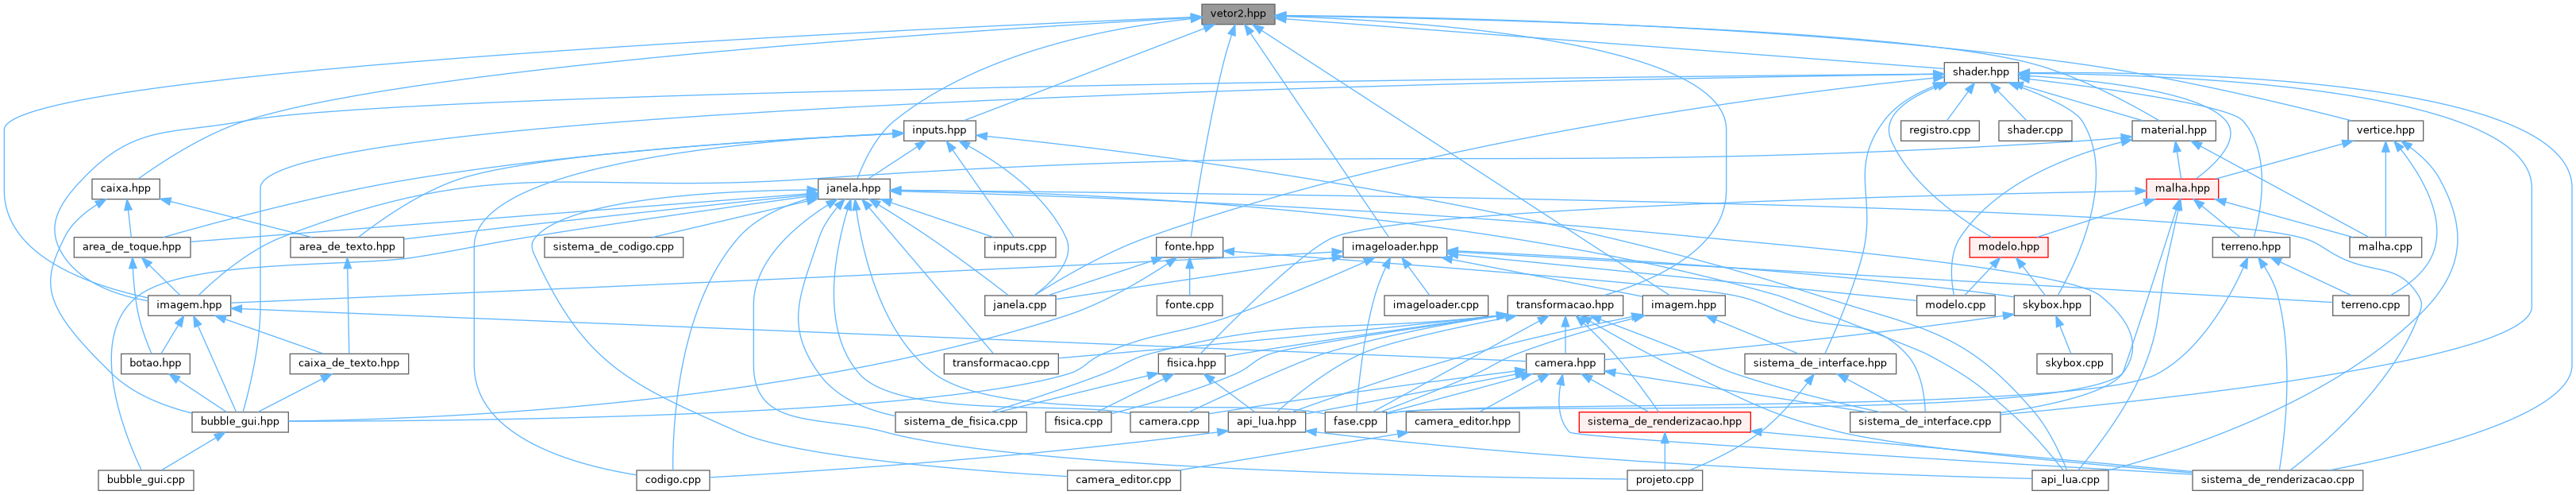 vetor2.hpp
shader.hpp
inputs.hpp
registro.cpp
shader.cpp
material.hpp
vertice.hpp
caixa.hpp
janela.hpp
malha.hpp
area_de_toque.hpp
area_de_texto.hpp
sistema_de_codigo.cpp
inputs.cpp
fonte.hpp
imageloader.hpp
modelo.hpp
terreno.hpp
malha.cpp
imagem.hpp
janela.cpp
fonte.cpp
imageloader.cpp
transformacao.hpp
imagem.hpp
modelo.cpp
skybox.hpp
terreno.cpp
botao.hpp
caixa_de_texto.hpp
transformacao.cpp
fisica.hpp
camera.hpp
sistema_de_interface.hpp
skybox.cpp
bubble_gui.hpp
sistema_de_fisica.cpp
fisica.cpp
camera.cpp
api_lua.hpp
fase.cpp
camera_editor.hpp
sistema_de_renderizacao.hpp
sistema_de_interface.cpp
bubble_gui.cpp
codigo.cpp
camera_editor.cpp
projeto.cpp
api_lua.cpp
sistema_de_renderizacao.cpp